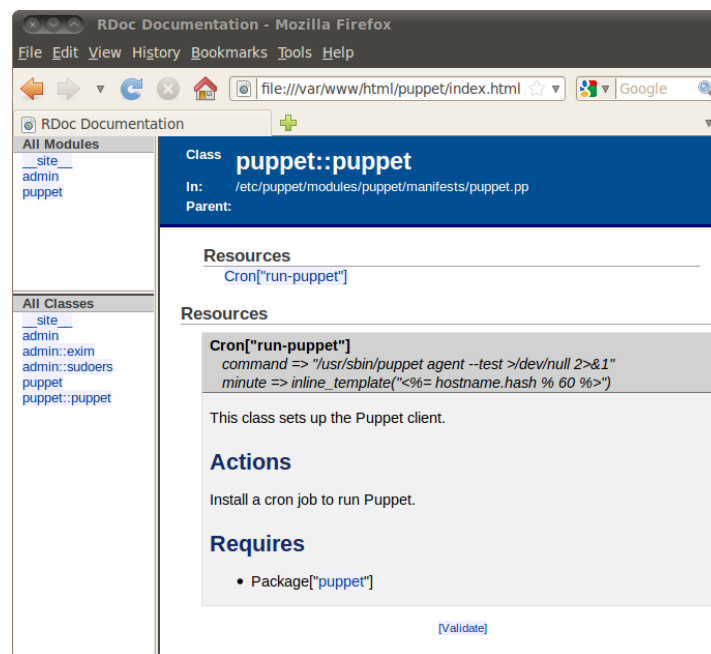 RDoc Documentation - Mozilla Firefox
File Edit View History Bookmarks Tools Help
file:///var/www/html/puppet/index.html
Google
RDoc Documentation
All Modules
__site__
admin
puppet
All Classes
__site__
admin
admin::exim
admin::sudoers
puppet
puppet::puppet
Class puppet::puppet
In: /etc/puppet/modules/puppet/manifests/puppet.pp
Parent:
Resources
Cron["run-puppet"]
Resources
Cron["run-puppet"]
command => "/usr/sbin/puppet agent --test >/dev/null 2>&1"
minute => inline_template("<%= hostname.hash % 60 %>")
This class sets up the Puppet client.
Actions
Install a cron job to run Puppet.
Requires
• Package["puppet"]
[Validate]